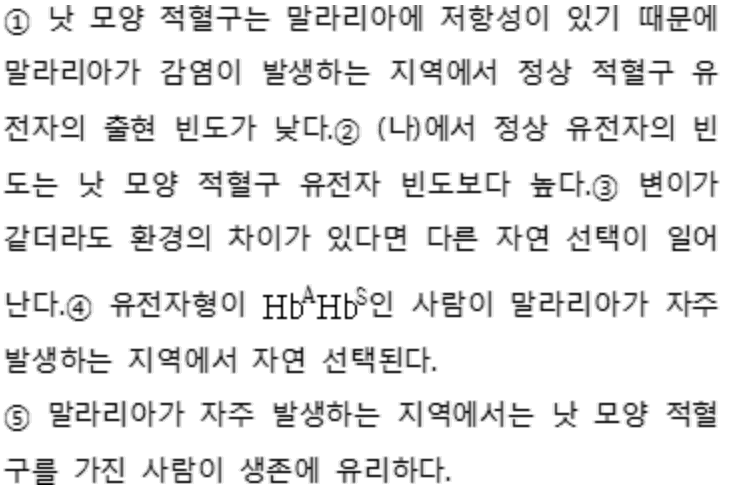 ① 낫 모양 적혈구는 말라리아에 저항성이 있기 때문에
말라리아가 감염이 발생하는 지역에서 정상 적혈구 유
전자의 출현 빈도가 낮다.② (나)에서 정상 유전자의 빈
도는 낫 모양 적혈구 유전자 빈도보다 높다.③ 변이가
같더라도 환경의 차이가 있다면 다른 자연 선택이 일어
난다.④ 유전자형이 Hb^AHb^S인 사람이 말라리아가 자주
발생하는 지역에서 자연 선택된다.
⑤ 말라리아가 자주 발생하는 지역에서는 낫 모양 적혈
구를 가진 사람이 생존에 유리하다.